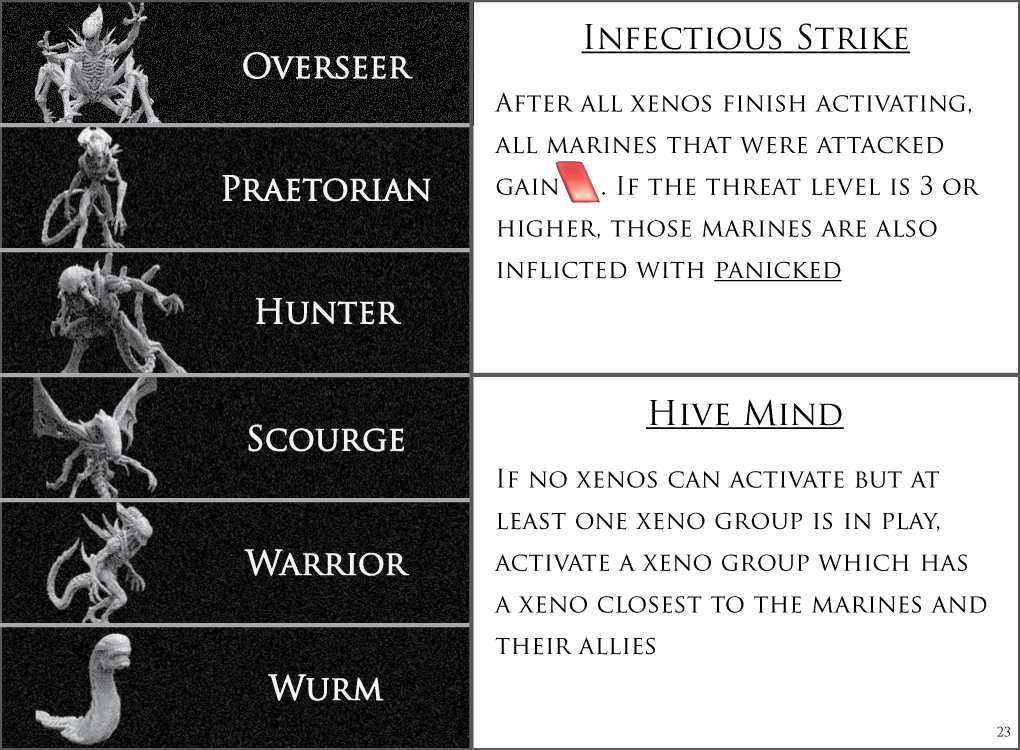 Overseer
Praetorian
Hunter
Scourge
Warrior
Wurm
Infectious Strike
After all xenos finish activating,
all marines that were attacked
gain . If the threat level is 3 or
higher, those marines are also
inflicted with panicked
Hive Mind
If no xenos can activate but at
least one xeno group is in play,
activate a xeno group which has
a xeno closest to the marines and
their allies
23